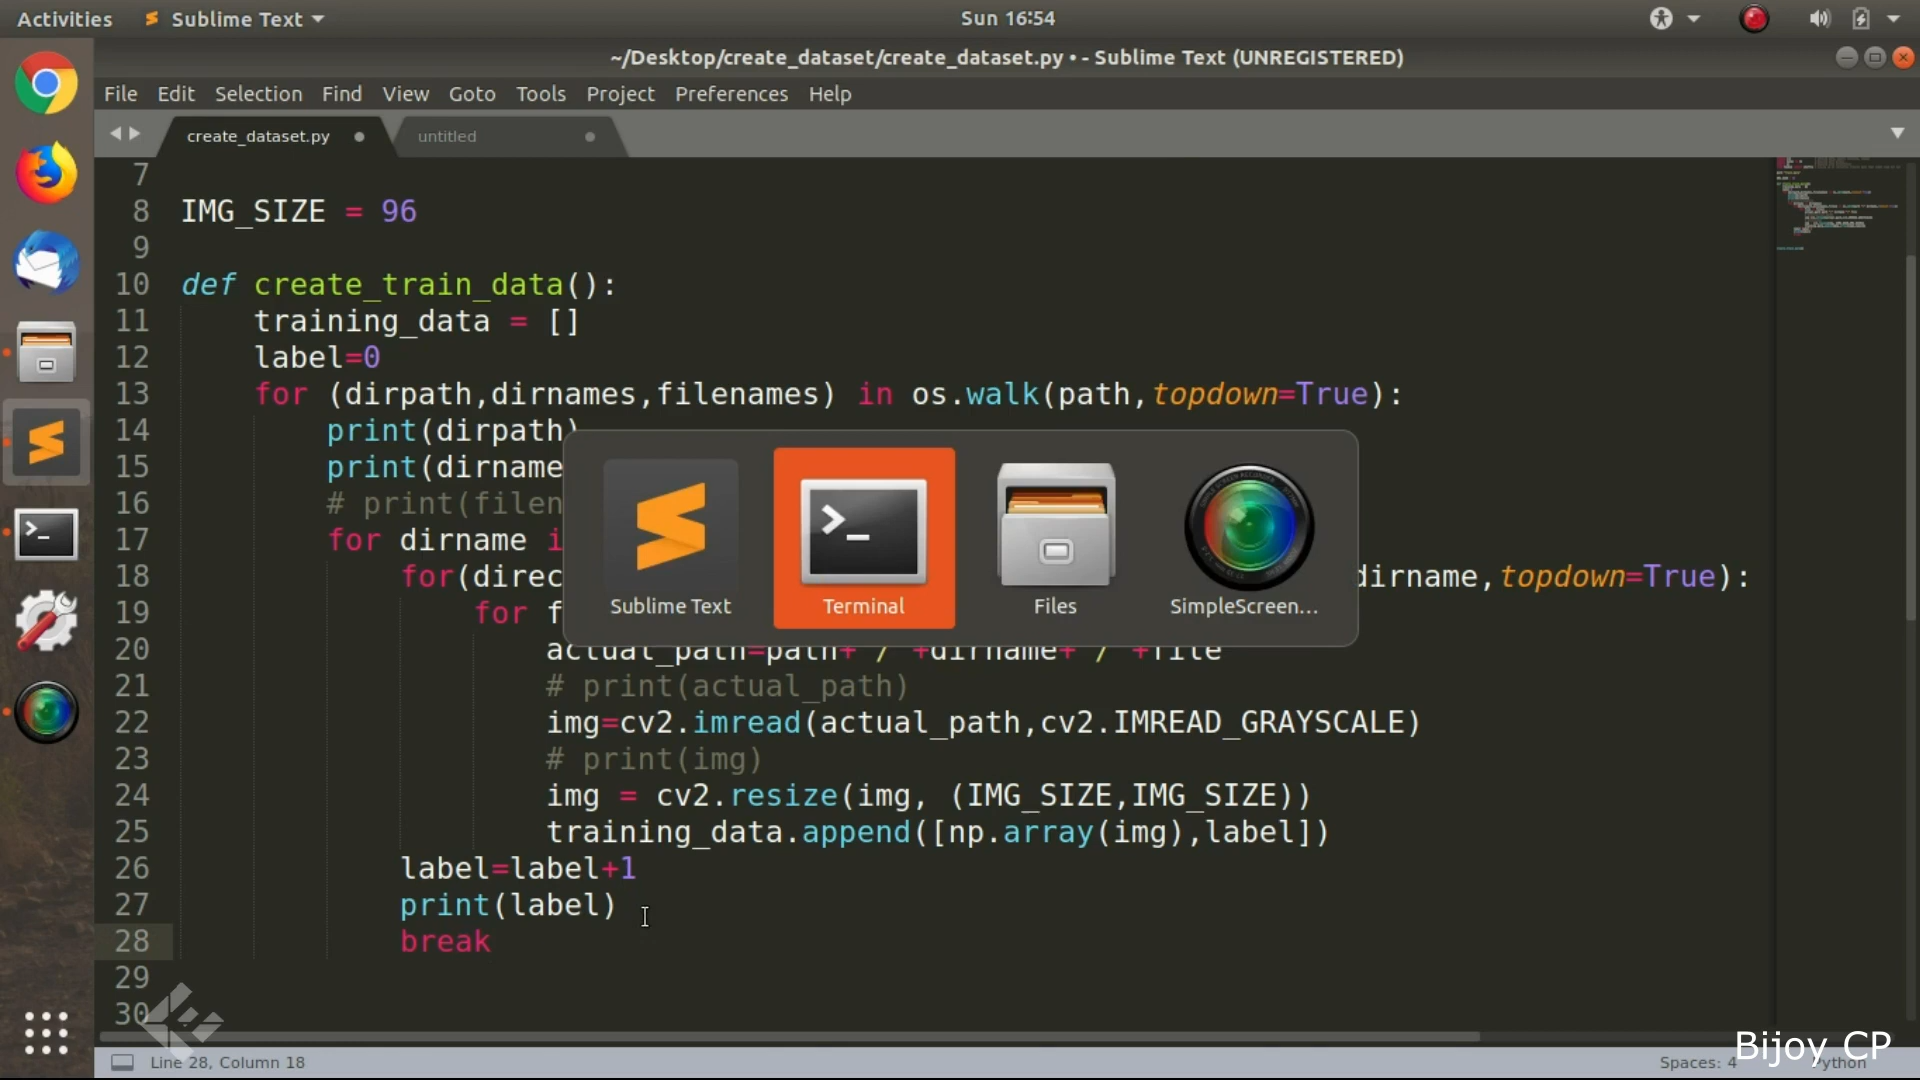 Activities
Sublime Text
Sun 16:54
~/Desktop/create_dataset/create_dataset.py • - Sublime Text (UNREGISTERED)
File Edit Selection Find View Goto Tools Project Preferences Help
create_dataset.py
untitled
7
8 IMG_SIZE = 96
9
10 def create_train_data():
11 training_data = []
12 label=0
13 for (dirpath,dirnames,filenames) in os.walk(path,topdown=True):
14 print(dirpath)
15 print(dirname
16 # print(filen
17 for dirname i
18 for(direc dirname,topdown=True):
19 for f
20 actual_path=path+ / +dirname+ / +file
21 # print(actual_path)
22 img=cv2.imread(actual_path,cv2.IMREAD_GRAYSCALE)
23 # print(img)
24 img = cv2.resize(img, (IMG_SIZE,IMG_SIZE))
25 training_data.append([np.array(img),label])
26 label=label+1
27 print(label)
28 break
29
30
Sublime Text
Terminal
Files
SimpleScreen...
Line 28, Column 18
Spaces: 4
Python
Bijoy CP